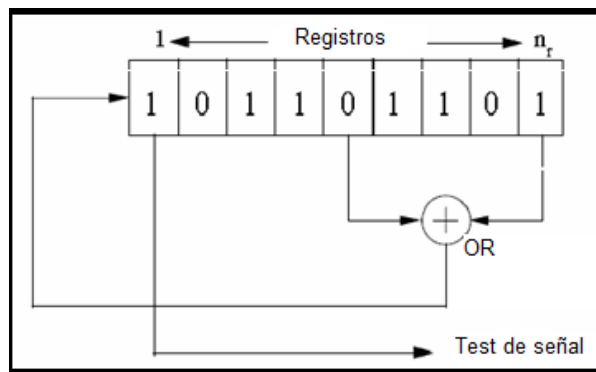 1 Registros n_r
1 0 1 1 0 1 1 0 1
+
OR
Test de señal